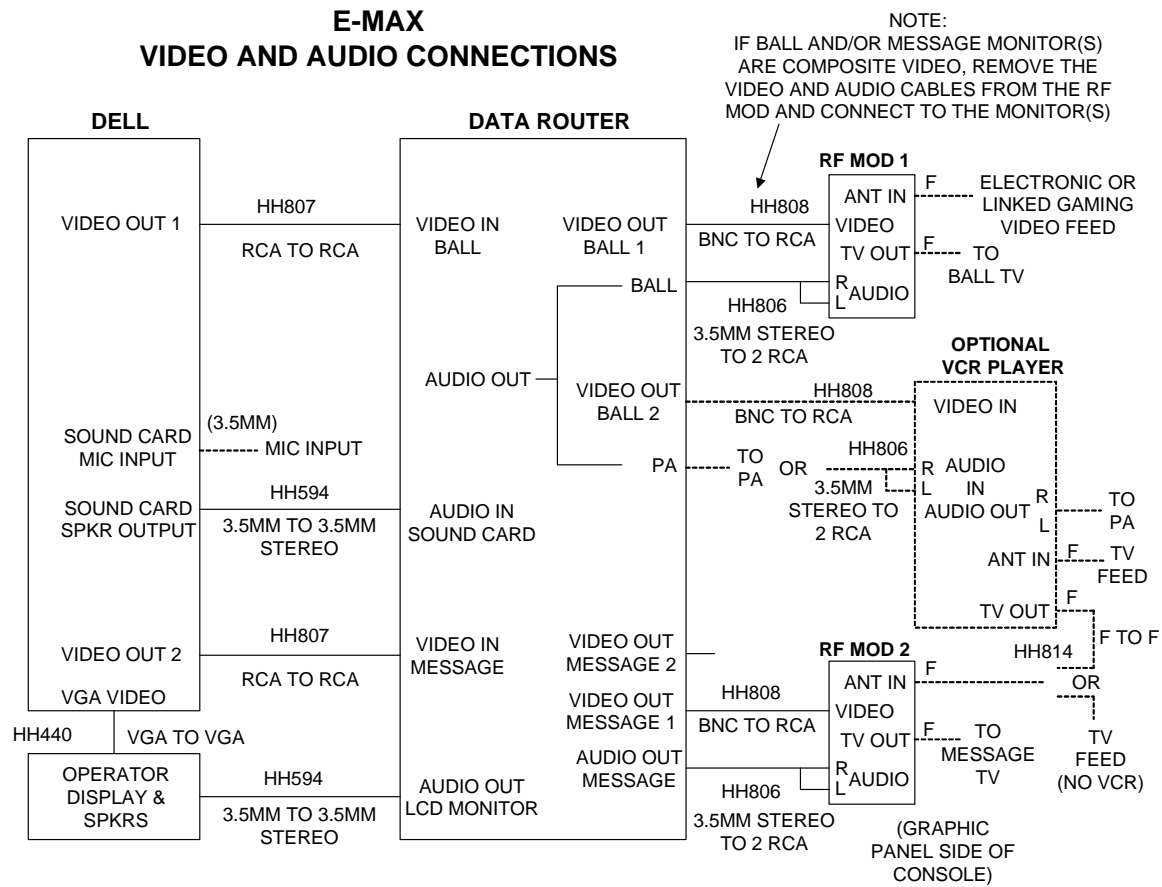 E-MAX
VIDEO AND AUDIO CONNECTIONS
NOTE:
IF BALL AND/OR MESSAGE MONITOR(S)
ARE COMPOSITE VIDEO, REMOVE THE
VIDEO AND AUDIO CABLES FROM THE RF
MOD AND CONNECT TO THE MONITOR(S)
DELL
VIDEO OUT 1
SOUND CARD
MIC INPUT
SOUND CARD
SPKR OUTPUT
VIDEO OUT 2
VGA VIDEO
HH440
VGA TO VGA
OPERATOR
DISPLAY &
SPKRS
HH807
RCA TO RCA
(3.5MM)
MIC INPUT
HH594
3.5MM TO 3.5MM
STEREO
HH807
RCA TO RCA
HH594
3.5MM TO 3.5MM
STEREO
DATA ROUTER
VIDEO IN
BALL
VIDEO OUT
BALL 1
BALL
AUDIO OUT
VIDEO OUT
BALL 2
PA
AUDIO IN
SOUND CARD
VIDEO IN
MESSAGE
VIDEO OUT
MESSAGE 2
VIDEO OUT
MESSAGE 1
AUDIO OUT
MESSAGE
AUDIO OUT
LCD MONITOR
HH808
BNC TO RCA
HH806
3.5MM STEREO
TO 2 RCA
RF MOD 1
ANT IN
VIDEO
TV OUT
R
L
AUDIO
F
ELECTRONIC OR
LINKED GAMING
VIDEO FEED
F
TO
BALL TV
HH808
BNC TO RCA
TO
PA
OR
HH806
3.5MM
STEREO TO
2 RCA
OPTIONAL
VCR PLAYER
VIDEO IN
R
L
AUDIO
IN
AUDIO OUT
R
L
ANT IN
TV OUT
TO
PA
F
TV
FEED
F
F TO F
HH814
OR
TV
FEED
(NO VCR)
HH808
BNC TO RCA
HH806
3.5MM STEREO
TO 2 RCA
RF MOD 2
ANT IN
VIDEO
TV OUT
R
L
AUDIO
F
F
TO
MESSAGE
TV
(GRAPHIC
PANEL SIDE OF
CONSOLE)